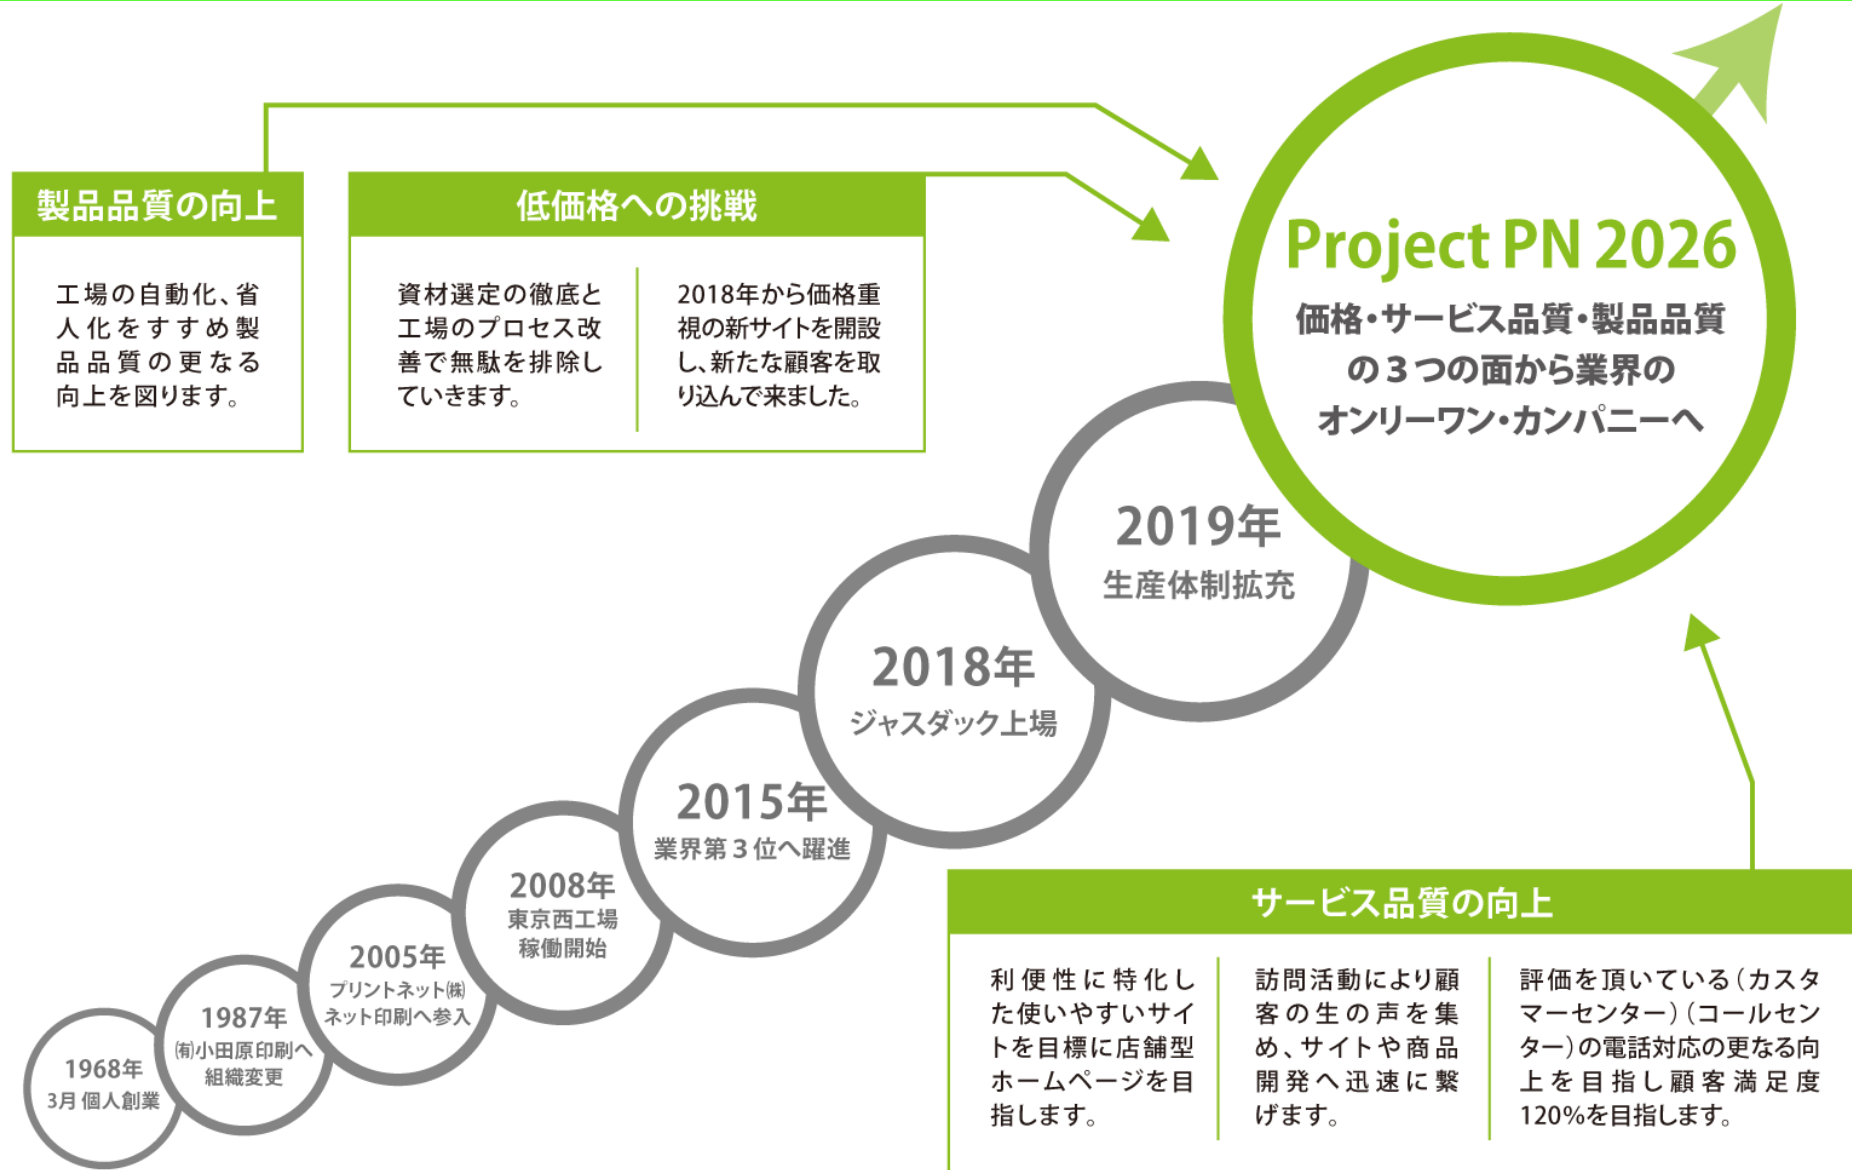 製品品質の向上
工場の自動化、省
人化をすすめ製
品品質の更なる
向上を図ります。
低価格への挑戦
資材選定の徹底と
工場のプロセス改
善で無駄を排除し
ていきます。
2018年から価格重
視の新サイトを開設
し、新たな顧客を取
り込んで来ました。
Project PN 2026
価格・サービス品質・製品品質
の3つの面から業界の
オンリーワン・カンパニーへ
2019年
生産体制拡充
2018年
ジャスダック上場
2015年
業界第3位へ躍進
2008年
東京西工場
稼働開始
2005年
プリントネット㈱
ネット印刷へ参入
1987年
㈲小田原印刷へ
組織変更
1968年
3月 個人創業
サービス品質の向上
利便性に特化し
た使いやすいサイ
トを目標に店舗型
ホームページを目
指します。
訪問活動により顧
客の生の声を集
め、サイトや商品
開発へ迅速に繋
げます。
評価を頂いている（カスタ
マーセンター）（コールセン
ター）の電話対応の更なる向
上を目指し顧客満足度
120%を目指します。